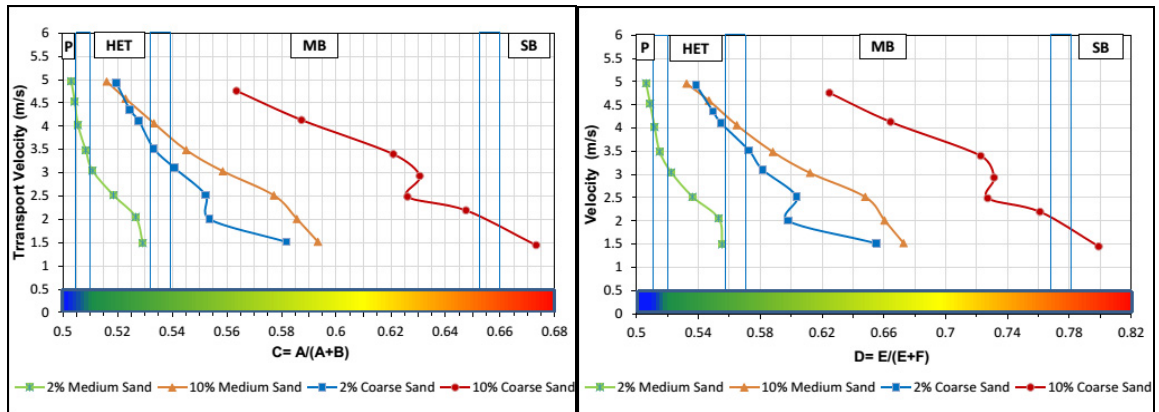 P HET MB SB
6
5.5
5
4.5
4
3.5
3
2.5
2
1.5
1
0.5
0
Trransport Velocity (m/s)
0.5 0.52 0.54 0.56 0.58 0.6 0.62 0.64 0.66 0.68
C= A/(A+B)
2% Medium Sand 10% Medium Sand 2% Coarse Sand 10% Coarse Sand
P HET MB SB
6
5.5
5
4.5
4
3.5
3
2.5
2
1.5
1
0.5
0
Velocity (m/s)
0.5 0.54 0.58 0.62 0.66 0.7 0.74 0.78 0.82
D= E/(E+F)
2% Medium Sand 10% Medium Sand 2% Coarse Sand 10% Coarse Sand